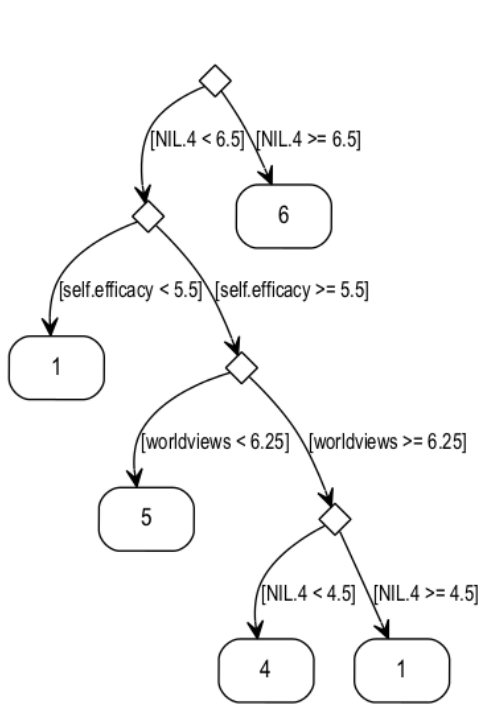 [NIL.4 < 6.5] [NIL.4 >= 6.5]
6
[self.efficacy < 5.5] [self.efficacy >= 5.5]
1
[worldviews < 6.25] [worldviews >= 6.25]
5
[NIL.4 < 4.5] [NIL.4 >= 4.5]
4 1